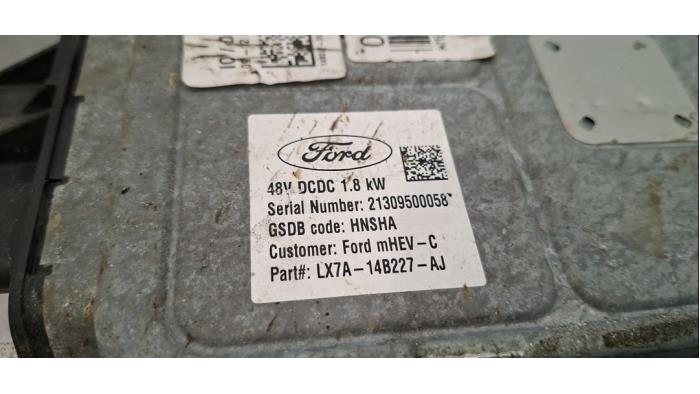 Ford
48V DCDC 1.8 kW
Serial Number: 21309500058
GSDB code: HNSHA
Customer: Ford mHEV-C
Part#: LX7A-14B227-AJ